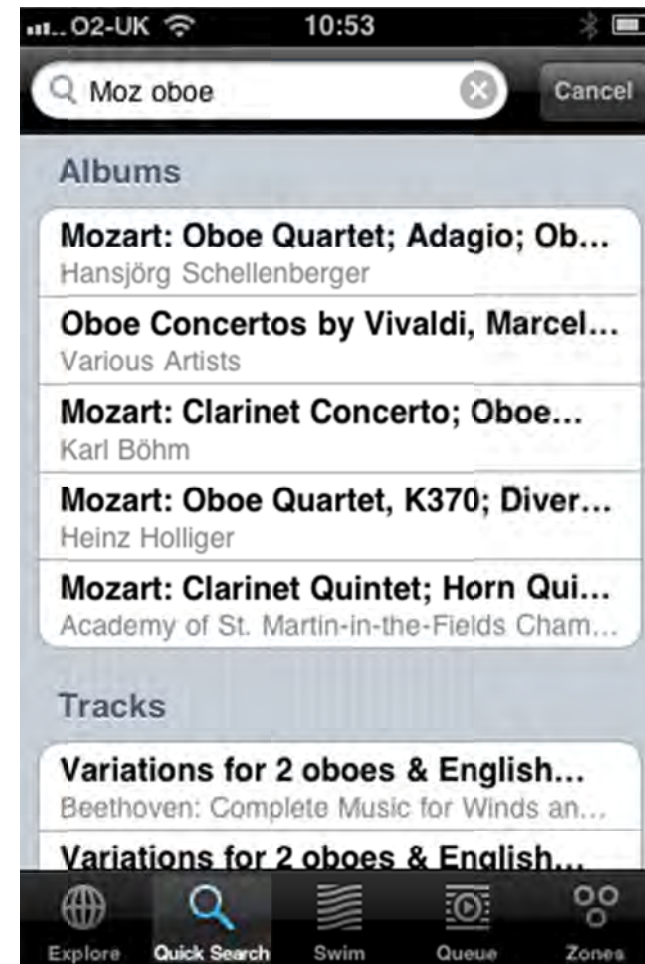 O2-UK 10:53
Moz oboe Cancel
Albums
Mozart: Oboe Quartet; Adagio; Ob...
Hansjörg Schellenberger
Oboe Concertos by Vivaldi, Marcel...
Various Artists
Mozart: Clarinet Concerto; Oboe...
Karl Böhm
Mozart: Oboe Quartet, K370; Diver...
Heinz Holliger
Mozart: Clarinet Quintet; Horn Qui...
Academy of St. Martin-in-the-Fields Cham...
Tracks
Variations for 2 oboes & English...
Beethoven: Complete Music for Winds an...
Variations for 2 oboes & English...
Explore Quick Search Swim Queue Zones